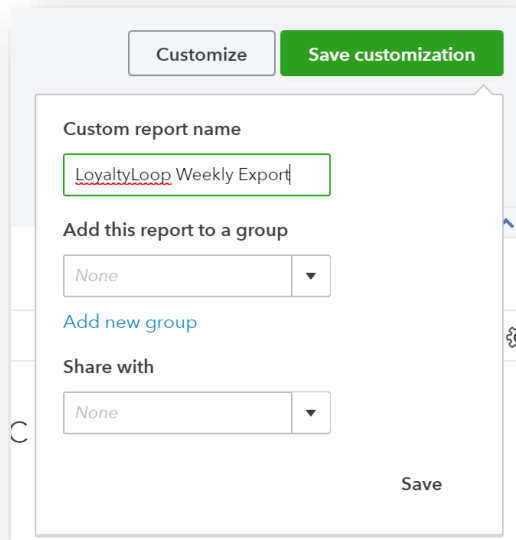 Customize
Save customization
Custom report name
LoyaltyLoop Weekly Export
Add this report to a group
None
Add new group
Share with
None
C
Save